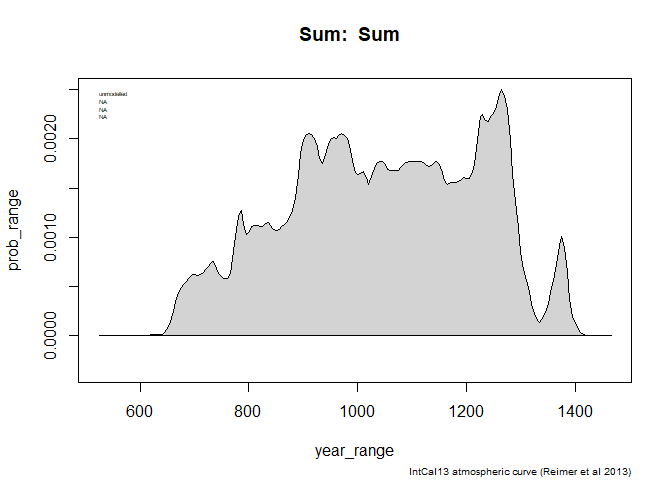 Sum: Sum
unmodelled
NA
NA
NA
prob_range
0.0020
0.0010
0.0000
600 800 1000 1200 1400
year_range
IntCal13 atmospheric curve (Reimer et al 2013)